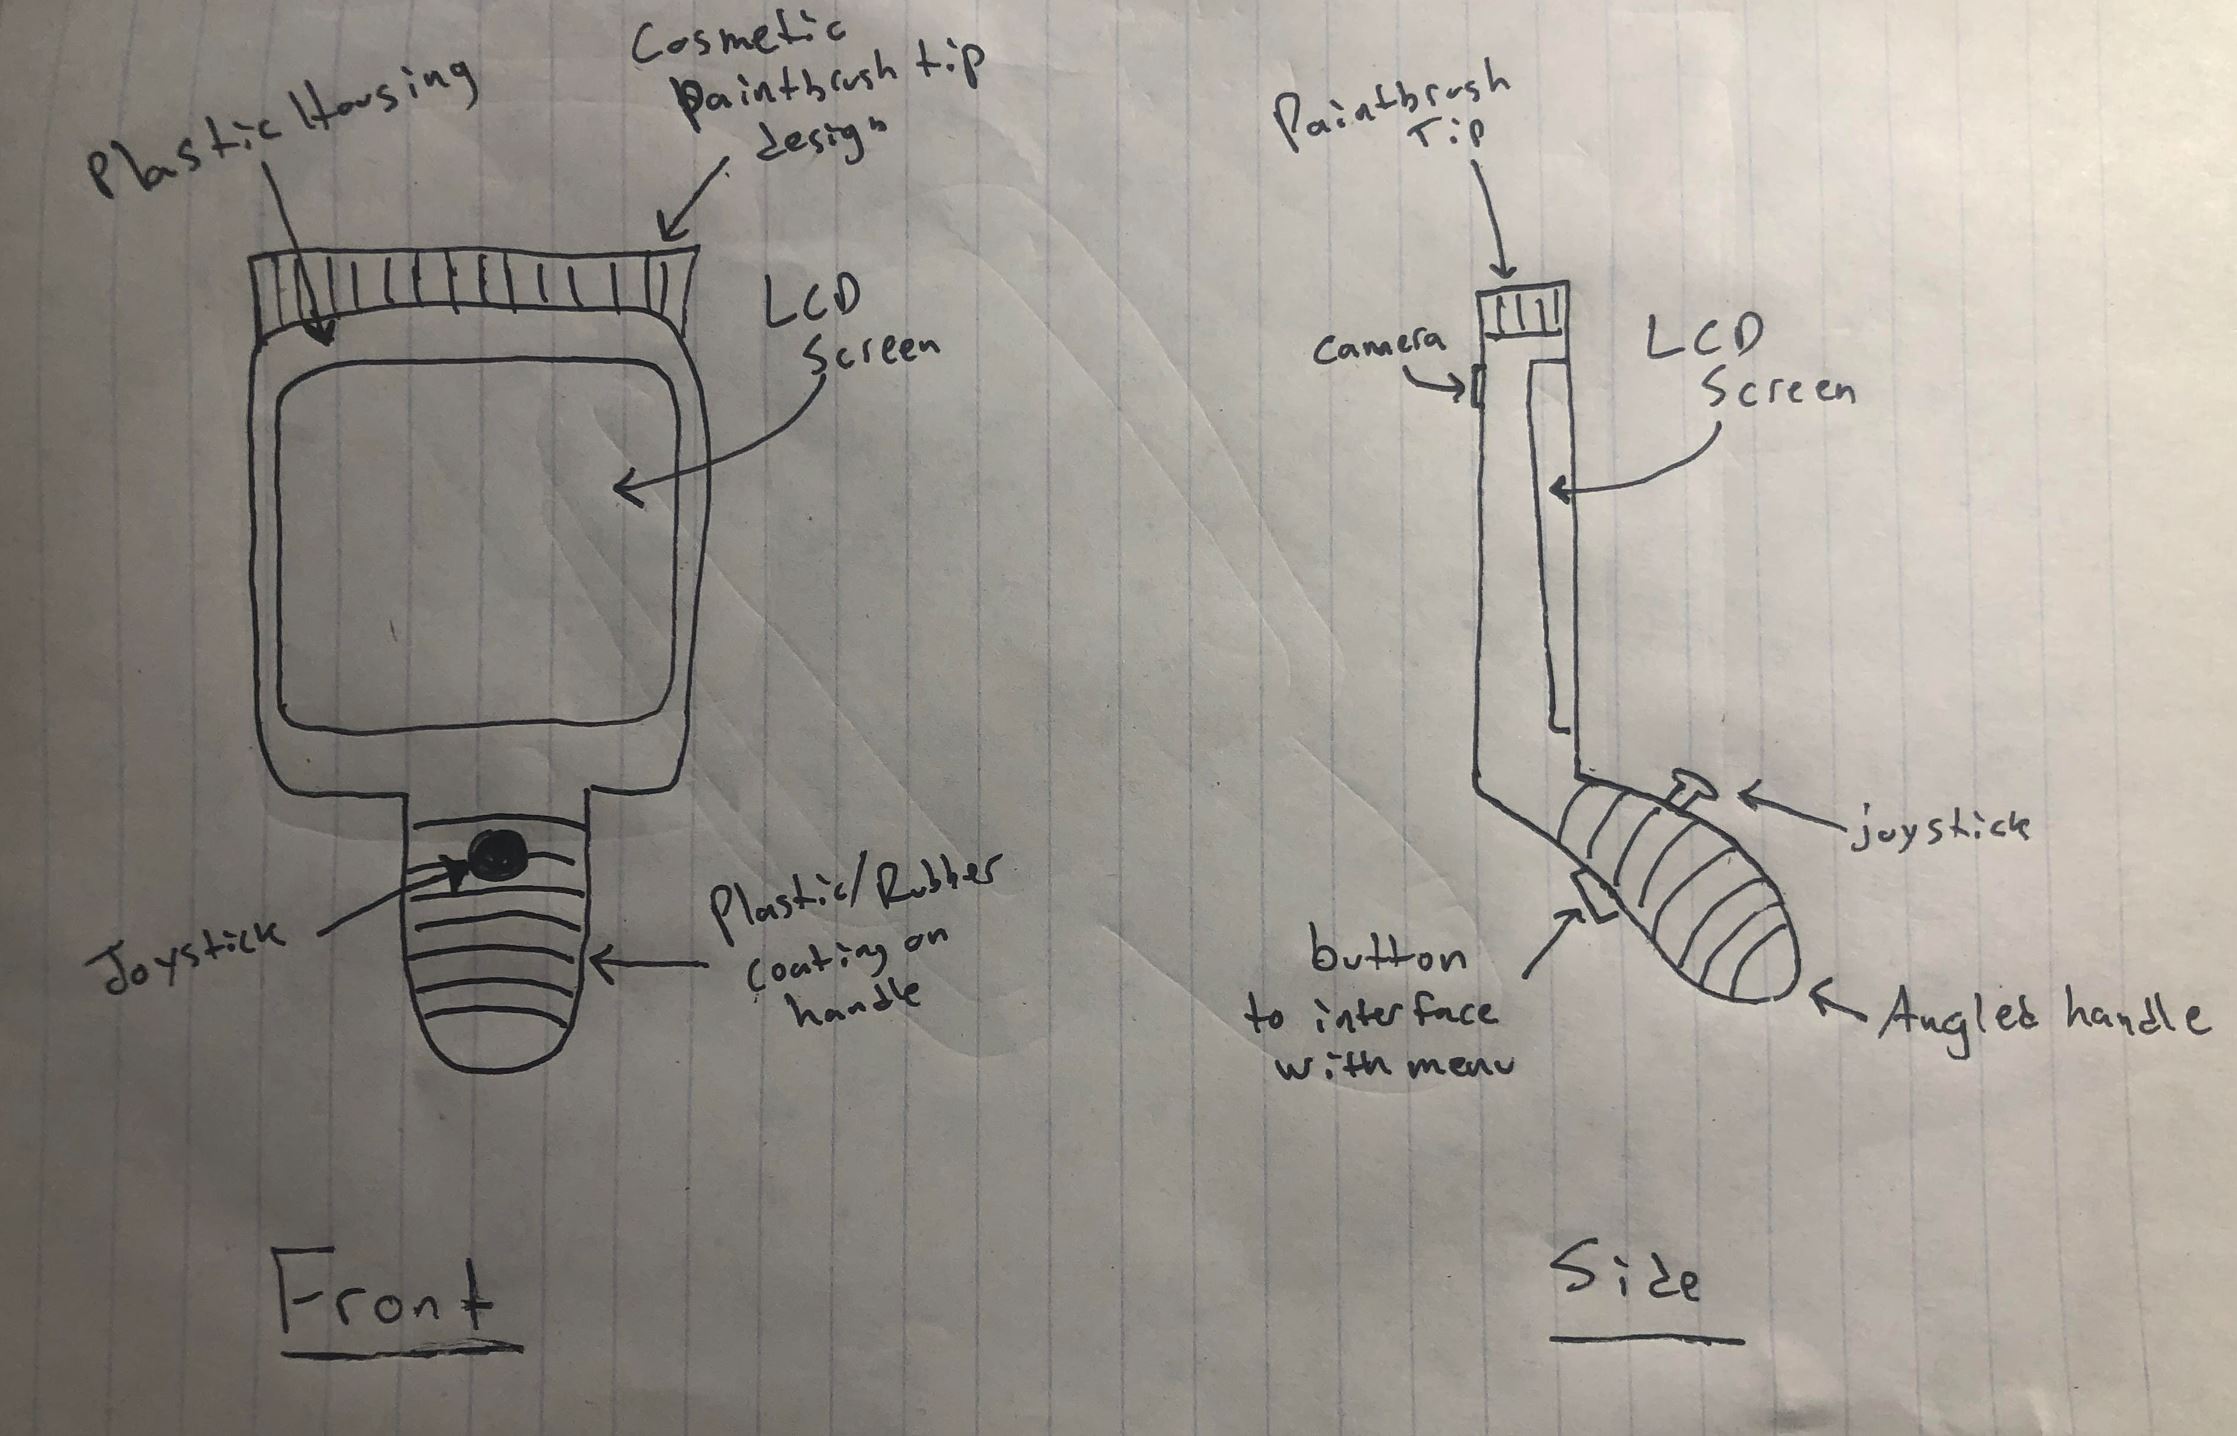 Plastic Housing
Cosmetic
Paintbrush tip
design
LCD
Screen
Joystick
Plastic/Rubber
coating on
handle
Front
Paintbrush
Tip
Camera
LCD
Screen
joystick
button
to interface
with menu
Angled handle
Side